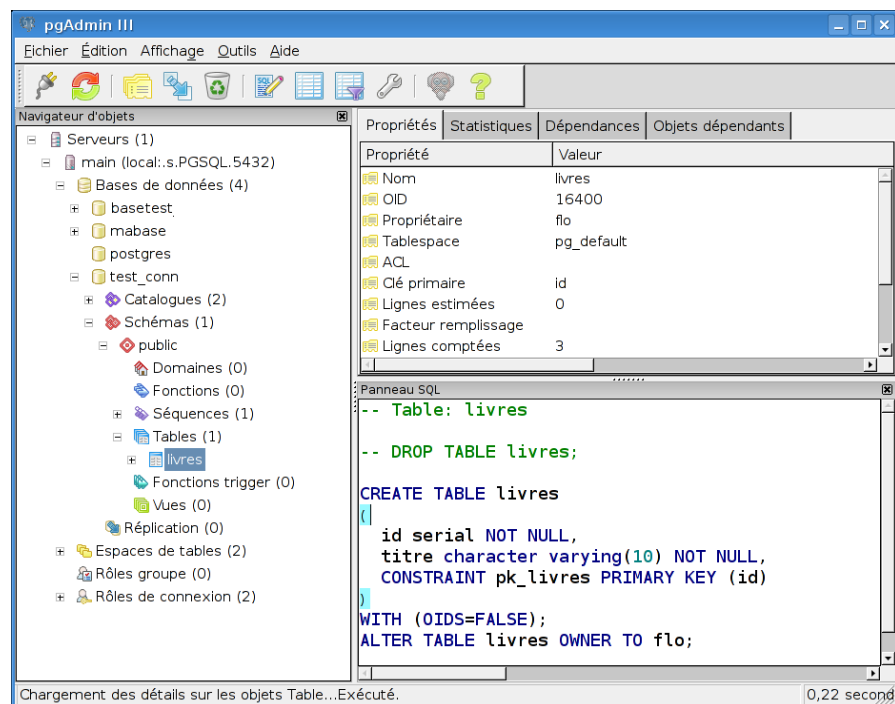 pgAdmin III
Fichier Édition Affichage Outils Aide
Navigateur d'objets
Serveurs (1)
main (local:.s.PGSQL.5432)
Bases de données (4)
basetest
mabase
postgres
test_conn
Catalogues (2)
Schémas (1)
public
Domaines (0)
Fonctions (0)
Séquences (1)
Tables (1)
livres
Fonctions trigger (0)
Vues (0)
Réplication (0)
Espaces de tables (2)
Rôles groupe (0)
Rôles de connexion (2)
Propriétés Statistiques Dépendances Objets dépendants
Propriété Valeur
Nom livres
OID 16400
Propriétaire flo
Tablespace pg_default
ACL
Clé primaire id
Lignes estimées 0
Facteur remplissage
Lignes comptées 3
Panneau SQL
-- Table: livres
-- DROP TABLE livres;
CREATE TABLE livres
(
id serial NOT NULL,
titre character varying(10) NOT NULL,
CONSTRAINT pk_livres PRIMARY KEY (id)
)
WITH (OIDS=FALSE);
ALTER TABLE livres OWNER TO flo;
Chargement des détails sur les objets Table...Exécuté. 0,22 second